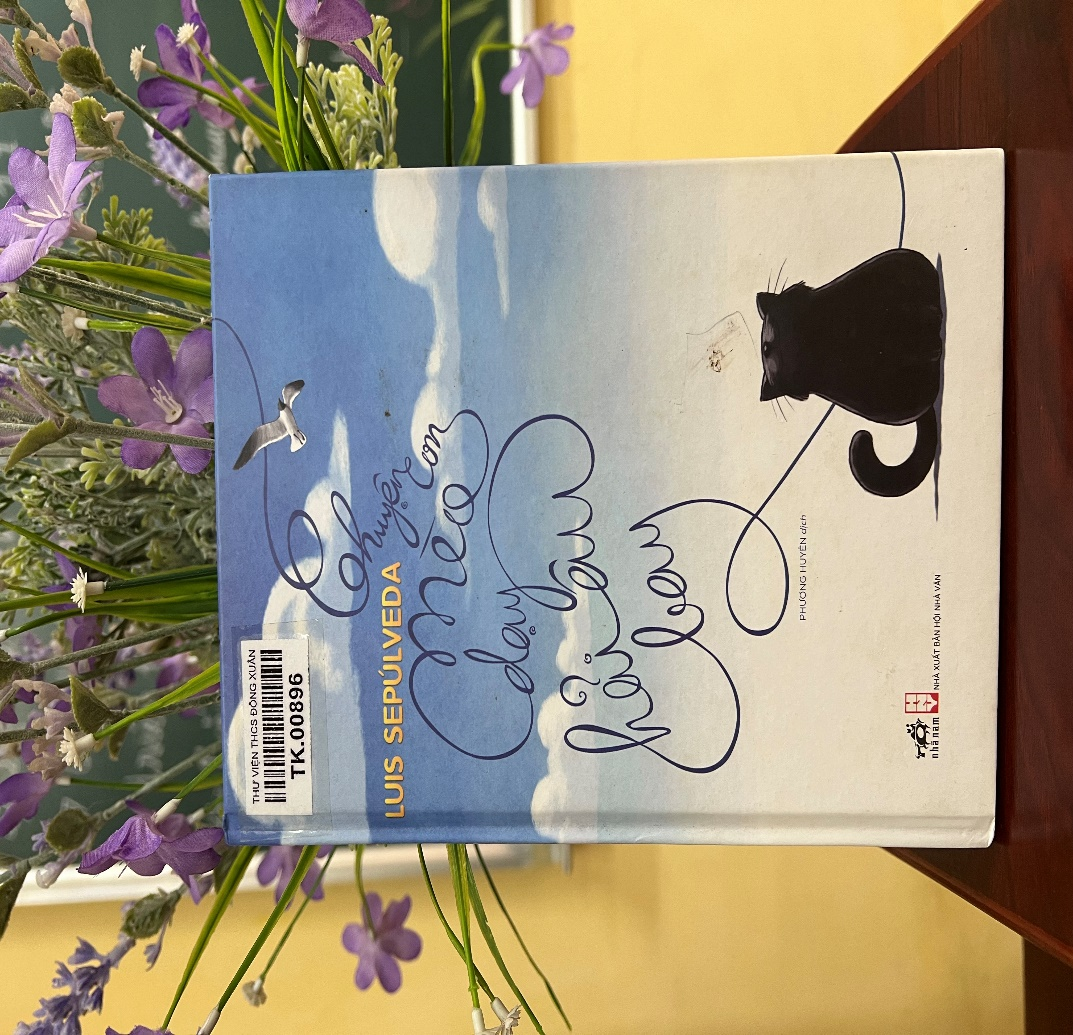 THƯ VIỆN THCS ĐÔNG XUÂN
TK.00896
LUIS SEPÚLVEDA
Chuyện con
mèo
dạy
hải âu
bay
PHƯƠNG HUYÊN dịch
nhã nam
NHÀ XUẤT BẢN HỘI NHÀ VĂN